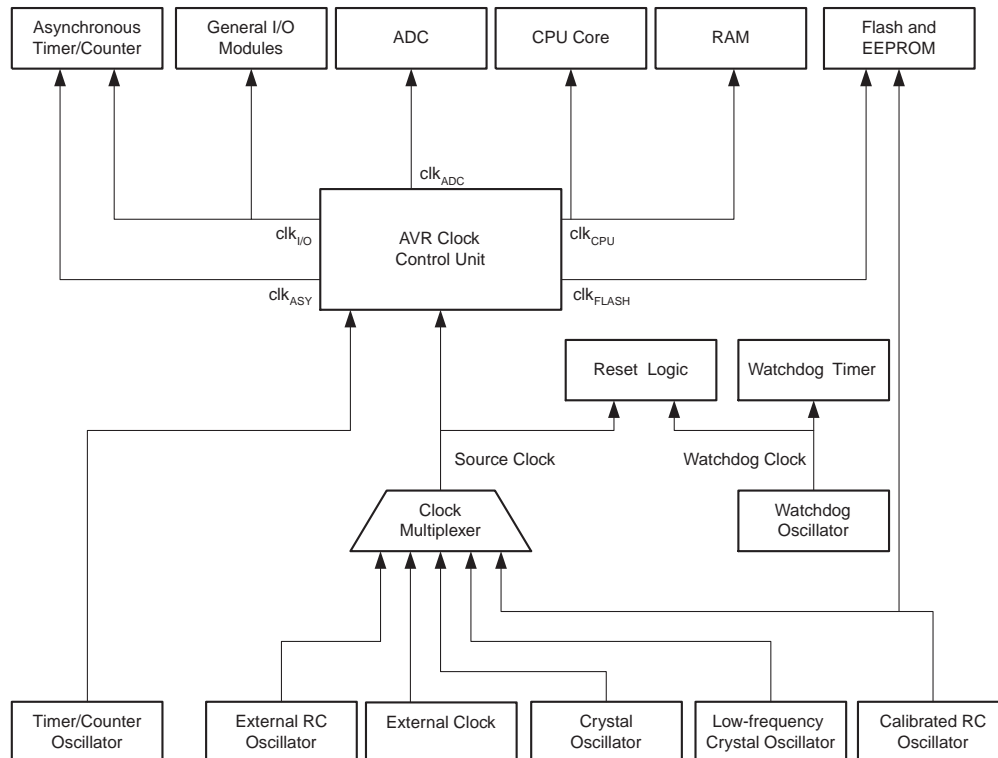 Asynchronous
Timer/Counter
General I/O
Modules
ADC
CPU Core
RAM
Flash and
EEPROM
clkADC
clkI/O
AVR Clock
Control Unit
clkCPU
clkASY
clkFLASH
Reset Logic
Watchdog Timer
Source Clock
Watchdog Clock
Clock
Multiplexer
Watchdog
Oscillator
Timer/Counter
Oscillator
External RC
Oscillator
External Clock
Crystal
Oscillator
Low-frequency
Crystal Oscillator
Calibrated RC
Oscillator